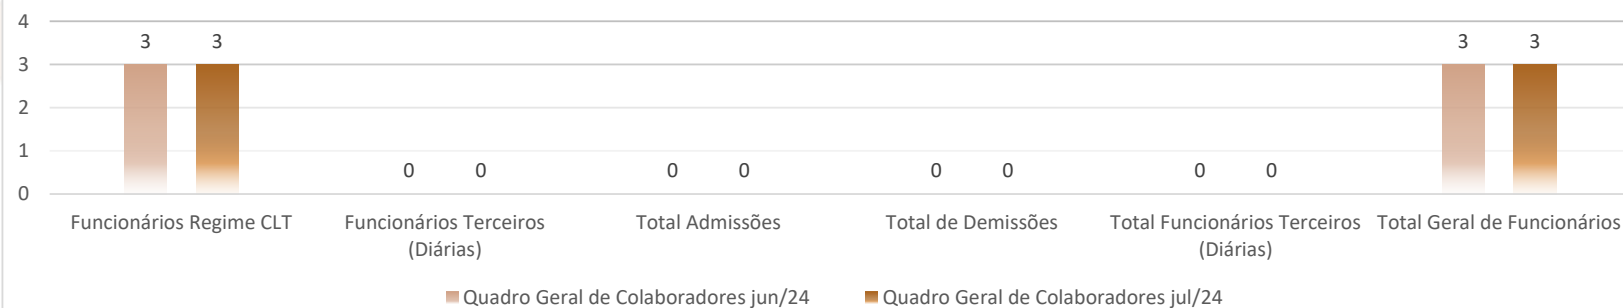 4
3
2
1
0
3 3
0 0
0 0
0 0
0 0
3 3
Funcionários Regime CLT
Funcionários Terceiros
(Diárias)
Total Admissões
Total de Demissões
Total Funcionários Terceiros
(Diárias)
Total Geral de Funcionários
Quadro Geral de Colaboradores jun/24
Quadro Geral de Colaboradores jul/24